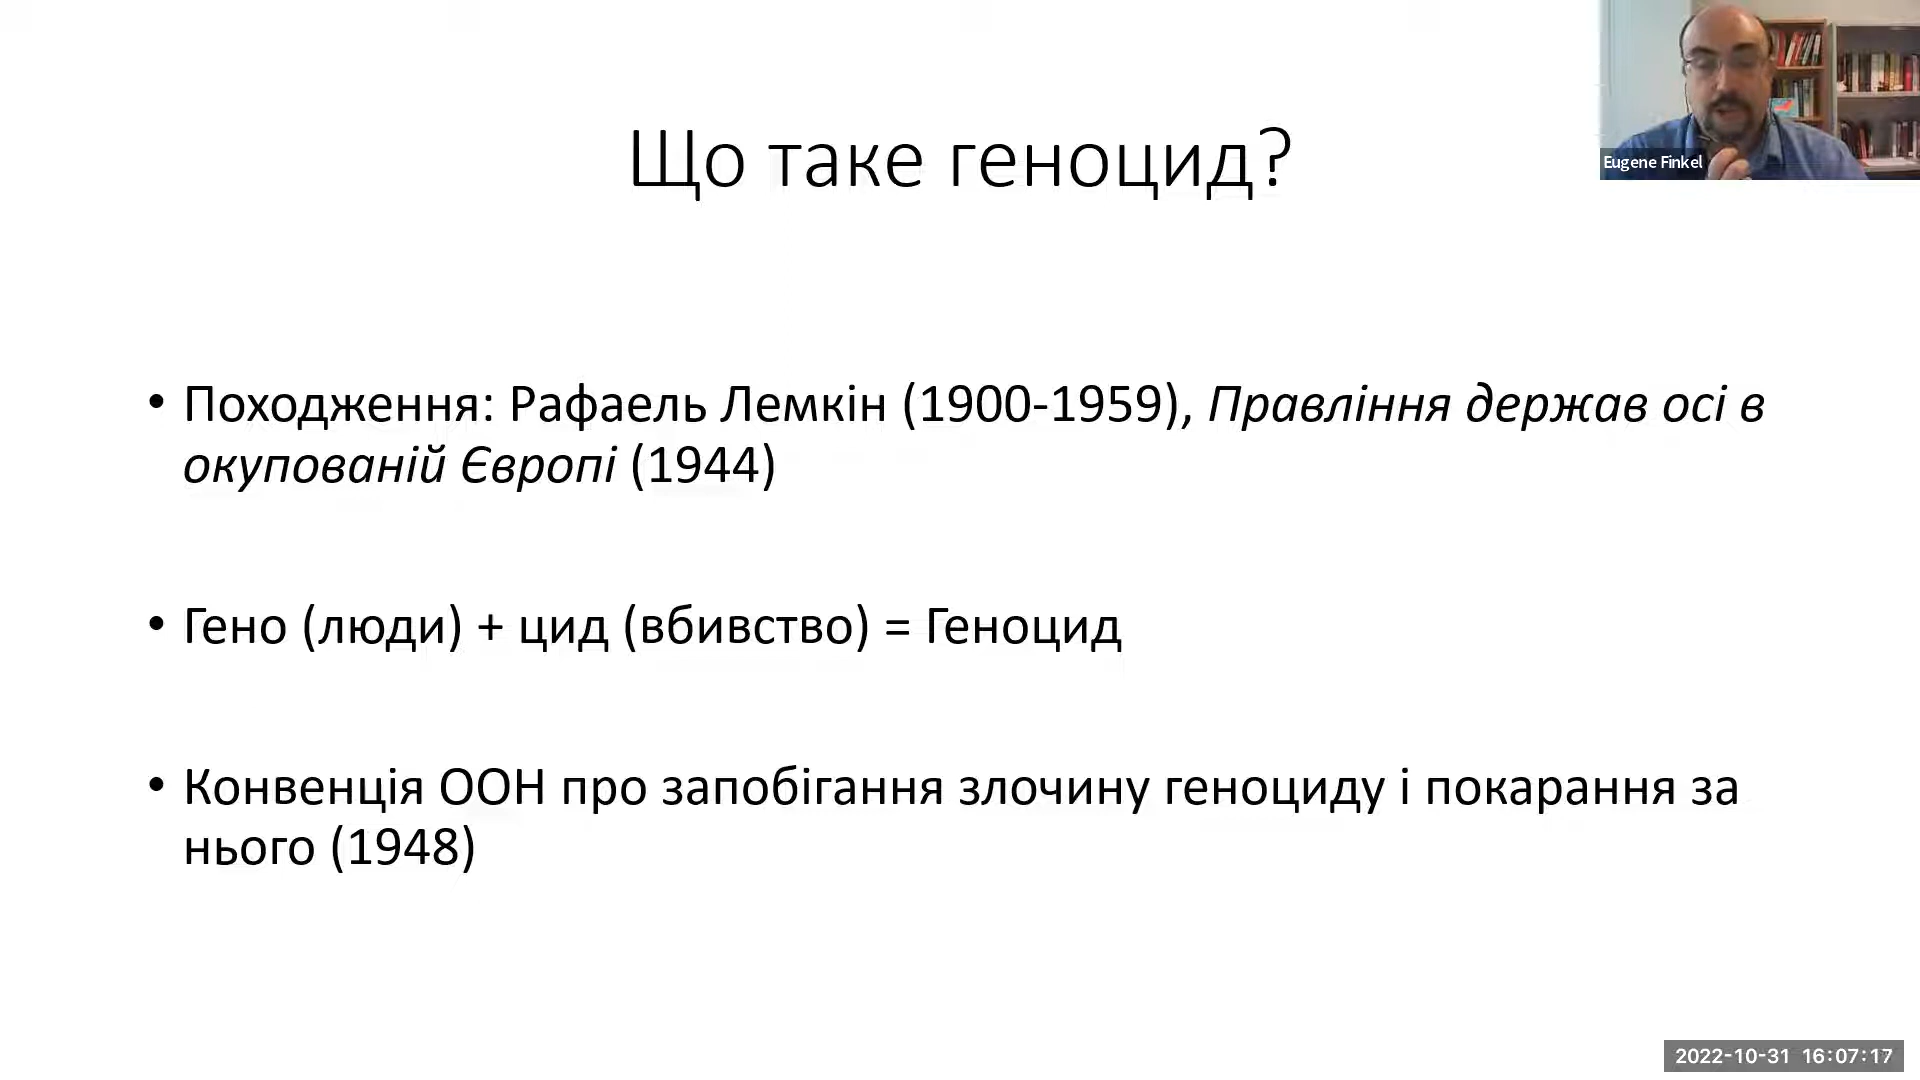 Що таке геноцид?
Eugene Finkel
• Походження: Рафаель Лемкін (1900-1959), Правління держав осі в
окупованій Європі (1944)
• Гено (люди) + цид (вбивство) = Геноцид
• Конвенція ООН про запобігання злочину геноциду і покарання за
нього (1948)
2022-10-31 16:07:17